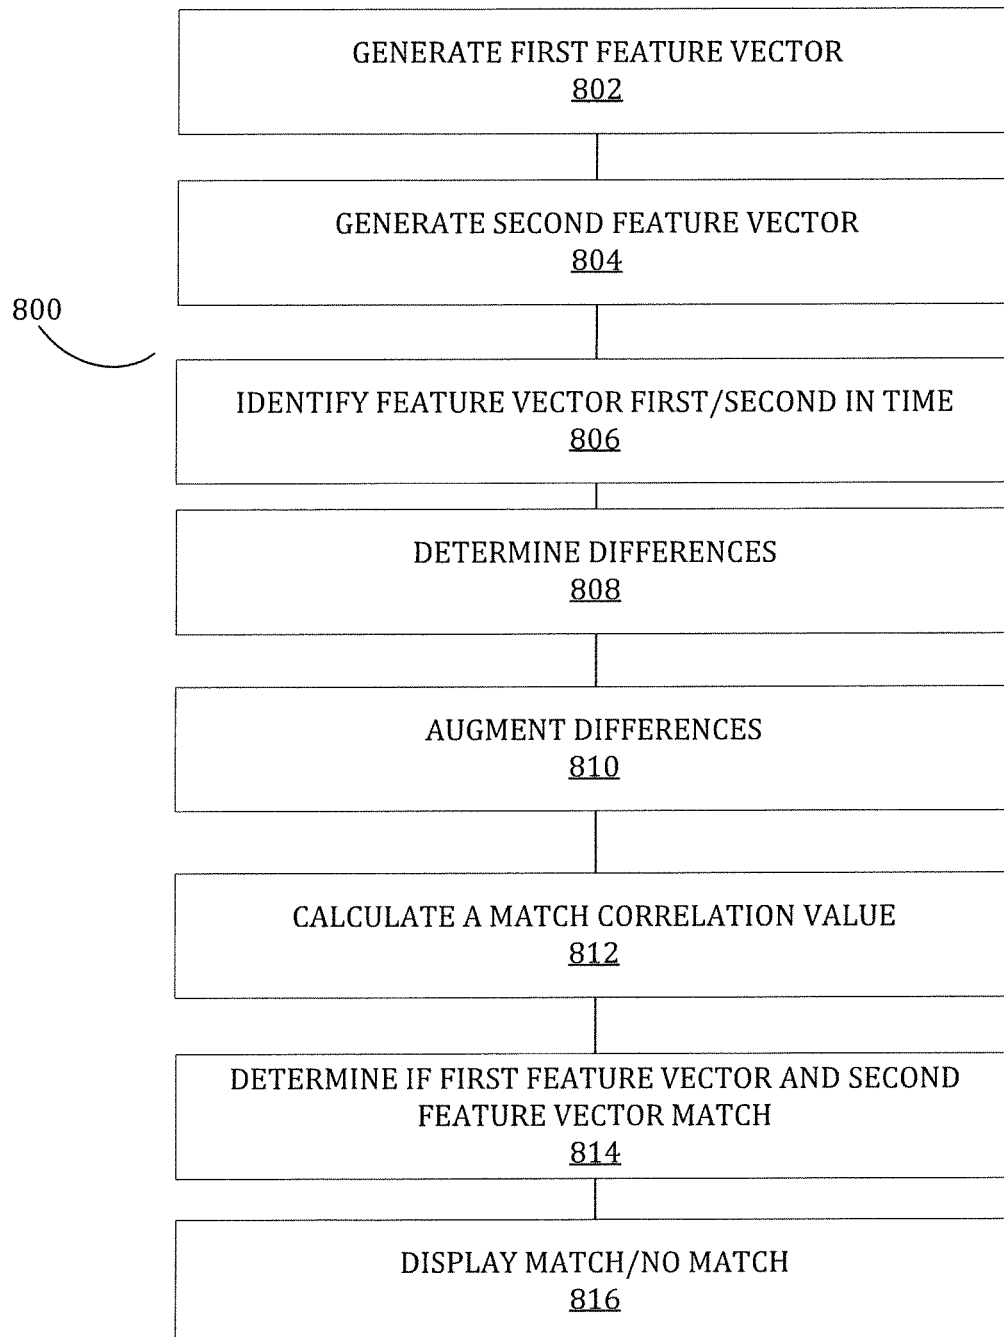 GENERATE FIRST FEATURE VECTOR
802
GENERATE SECOND FEATURE VECTOR
804
800
IDENTIFY FEATURE VECTOR FIRST/SECOND IN TIME
806
DETERMINE DIFFERENCES
808
AUGMENT DIFFERENCES
810
CALCULATE A MATCH CORRELATION VALUE
812
DETERMINE IF FIRST FEATURE VECTOR AND SECOND
FEATURE VECTOR MATCH
814
DISPLAY MATCH/NO MATCH
816